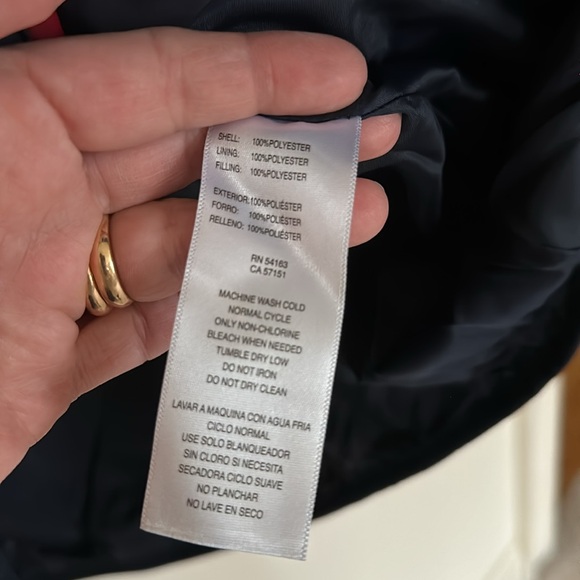 SHELL: 100%POLYESTER
LINING: 100%POLYESTER
FILLING: 100%POLYESTER
EXTERIOR:100%POLIÉSTER
FORRO: 100%POLIÉSTER
RELLENO: 100%POLIÉSTER
RN 54163
CA 57151
MACHINE WASH COLD
NORMAL CYCLE
ONLY NON-CHLORINE
BLEACH WHEN NEEDED
TUMBLE DRY LOW
DO NOT IRON
DO NOT DRY CLEAN
LAVAR A MAQUINA CON AGUA FRIA
CICLO NORMAL
USE SOLO BLANQUEADOR
SIN CLORO SI NECESITA
SECADORA CICLO SUAVE
NO PLANCHAR
NO LAVE EN SECO